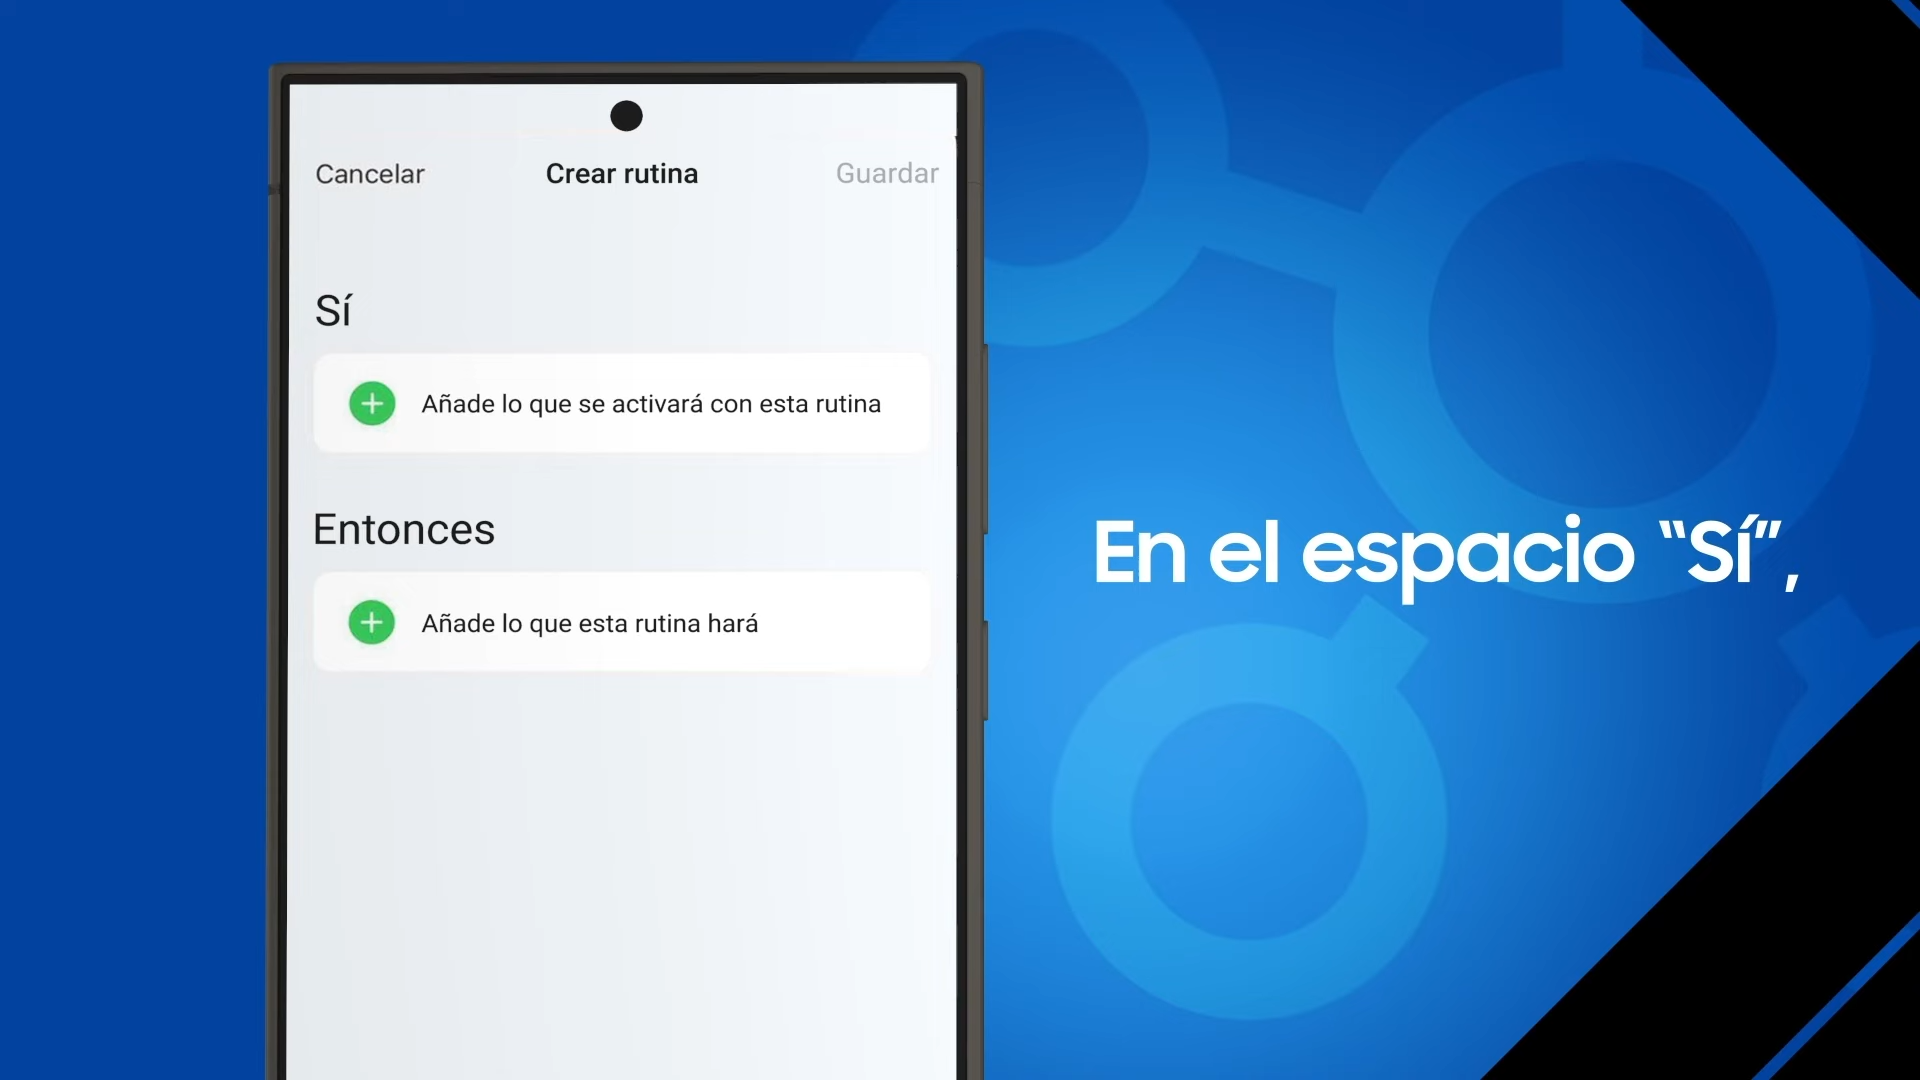 Cancelar
Crear rutina
Guardar
Sí
Añade lo que se activará con esta rutina
Entonces
Añade lo que esta rutina hará
En el espacio “Sí”,